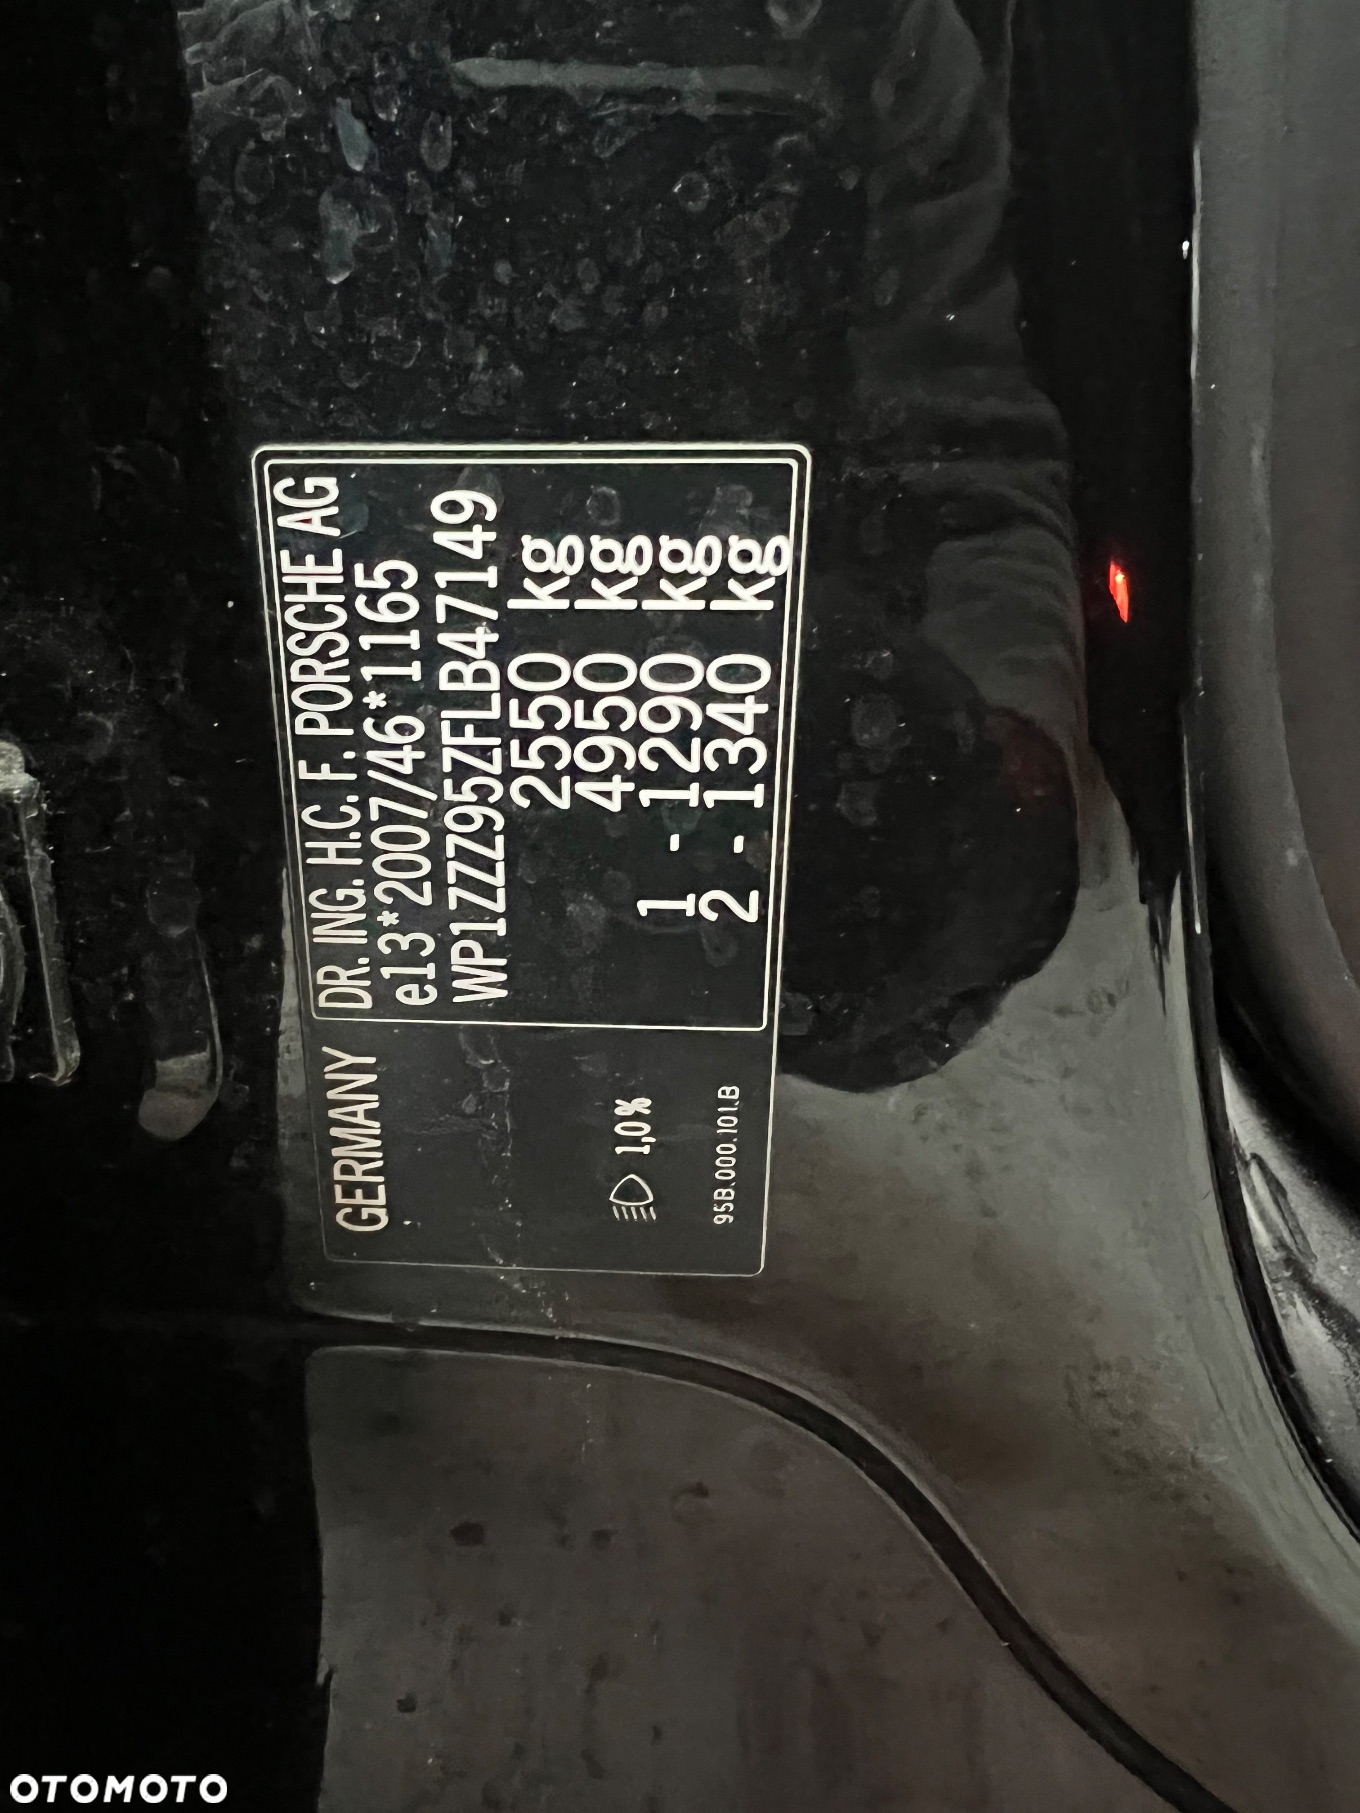 GERMANY
DR. ING. H.C. F. PORSCHE AG
e13*2007/46*1165
WP1ZZZ95ZFLB47149
2550 kg
4950 kg
1 - 1290 kg
2 - 1340 kg
1,0%
95B.000.101.B
OTOMOTO